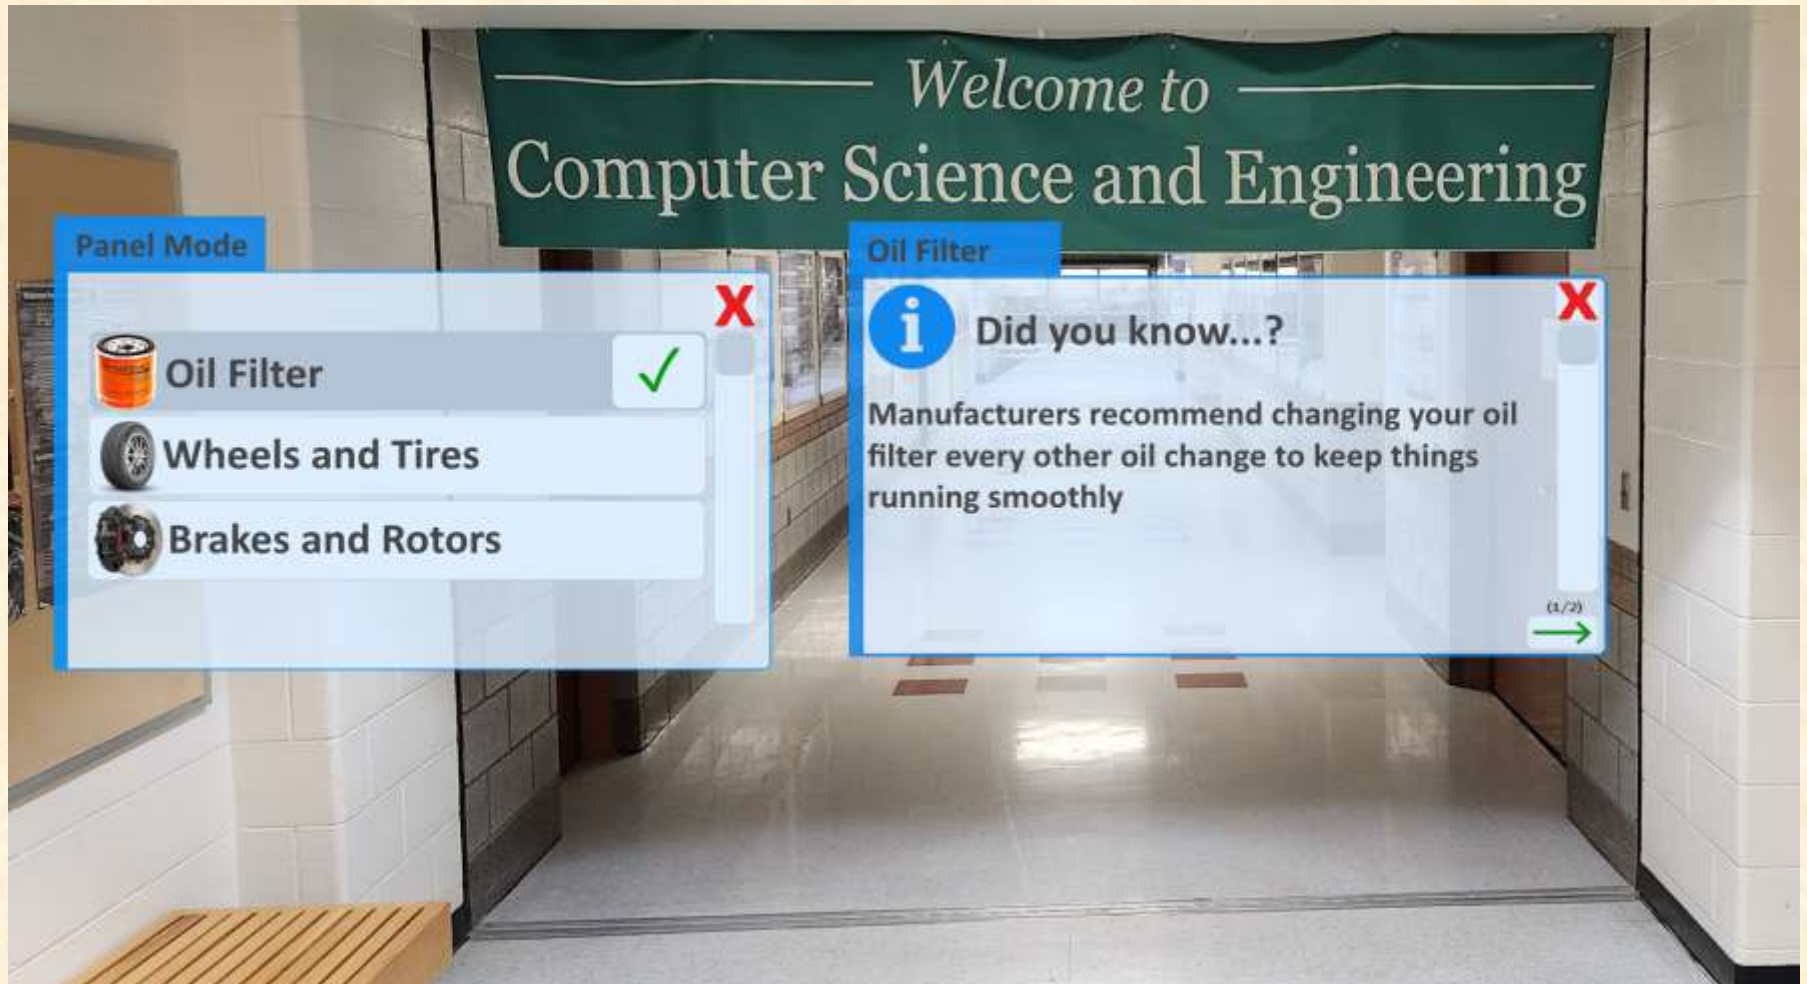 Welcome to
Computer Science and Engineering
Panel Mode
X
Oil Filter
Wheels and Tires
Brakes and Rotors
Oil Filter
X
i
Did you know...?
Manufacturers recommend changing your oil
filter every other oil change to keep things
running smoothly
(1/2)